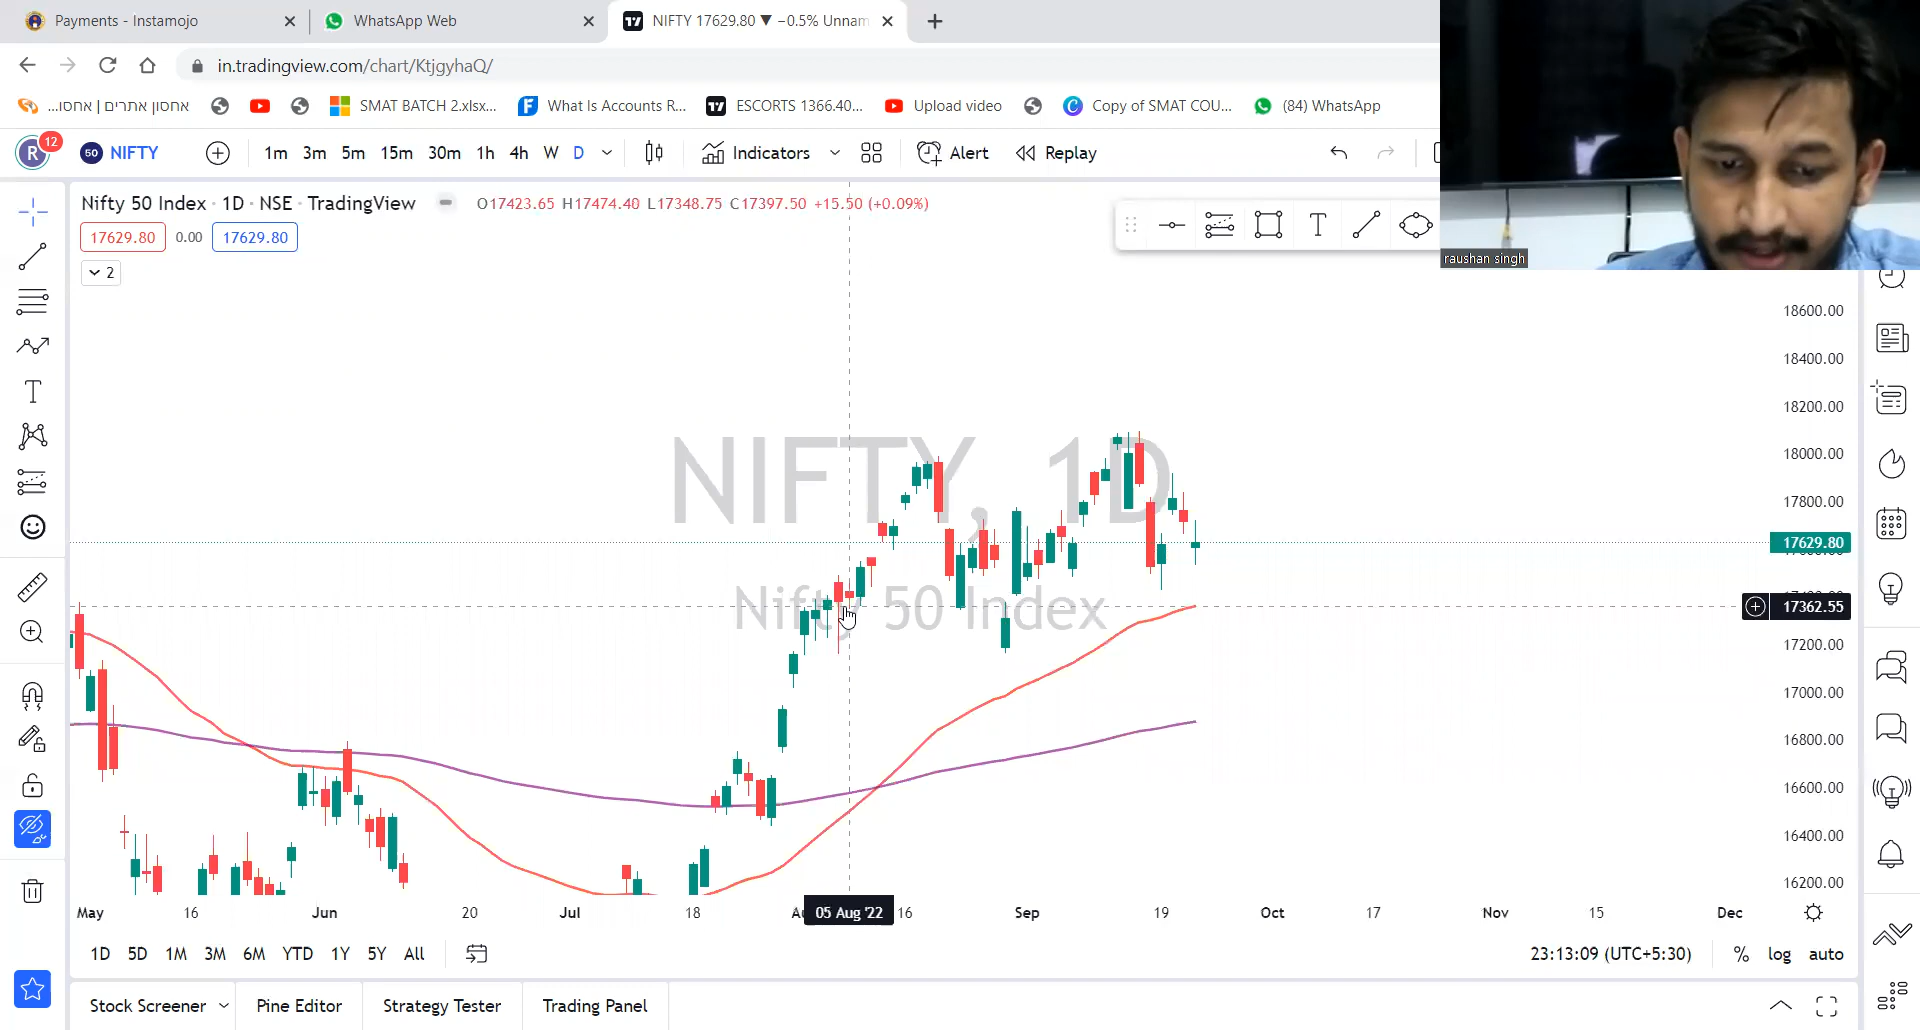 Payments - Instamojo
WhatsApp Web
NIFTY 17629.80 ▼ −0.5% Unnam
in.tradingview.com/chart/KtjgyhaQ/
אחסון אתרים | אחסו...
SMAT BATCH 2.xlsx...
What Is Accounts R...
ESCORTS 1366.40...
Upload video
Copy of SMAT COU...
(84) WhatsApp
R 12
50 NIFTY
1m 3m 5m 15m 30m 1h 4h W D
Indicators
Alert
Replay
Nifty 50 Index · 1D · NSE · TradingView
O17423.65 H17474.40 L17348.75 C17397.50 +15.50 (+0.09%)
17629.80 0.00 17629.80
2
raushan singh
NIFTY, 1D
Nifty 50 Index
18600.00
18400.00
18200.00
18000.00
17800.00
17629.80
17362.55
17200.00
17000.00
16800.00
16600.00
16400.00
16200.00
May 16 Jun 20 Jul 18 Au 05 Aug '22 16 Sep 19 Oct 17 Nov 15 Dec
1D 5D 1M 3M 6M YTD 1Y 5Y All
23:13:09 (UTC+5:30) % log auto
Stock Screener
Pine Editor
Strategy Tester
Trading Panel